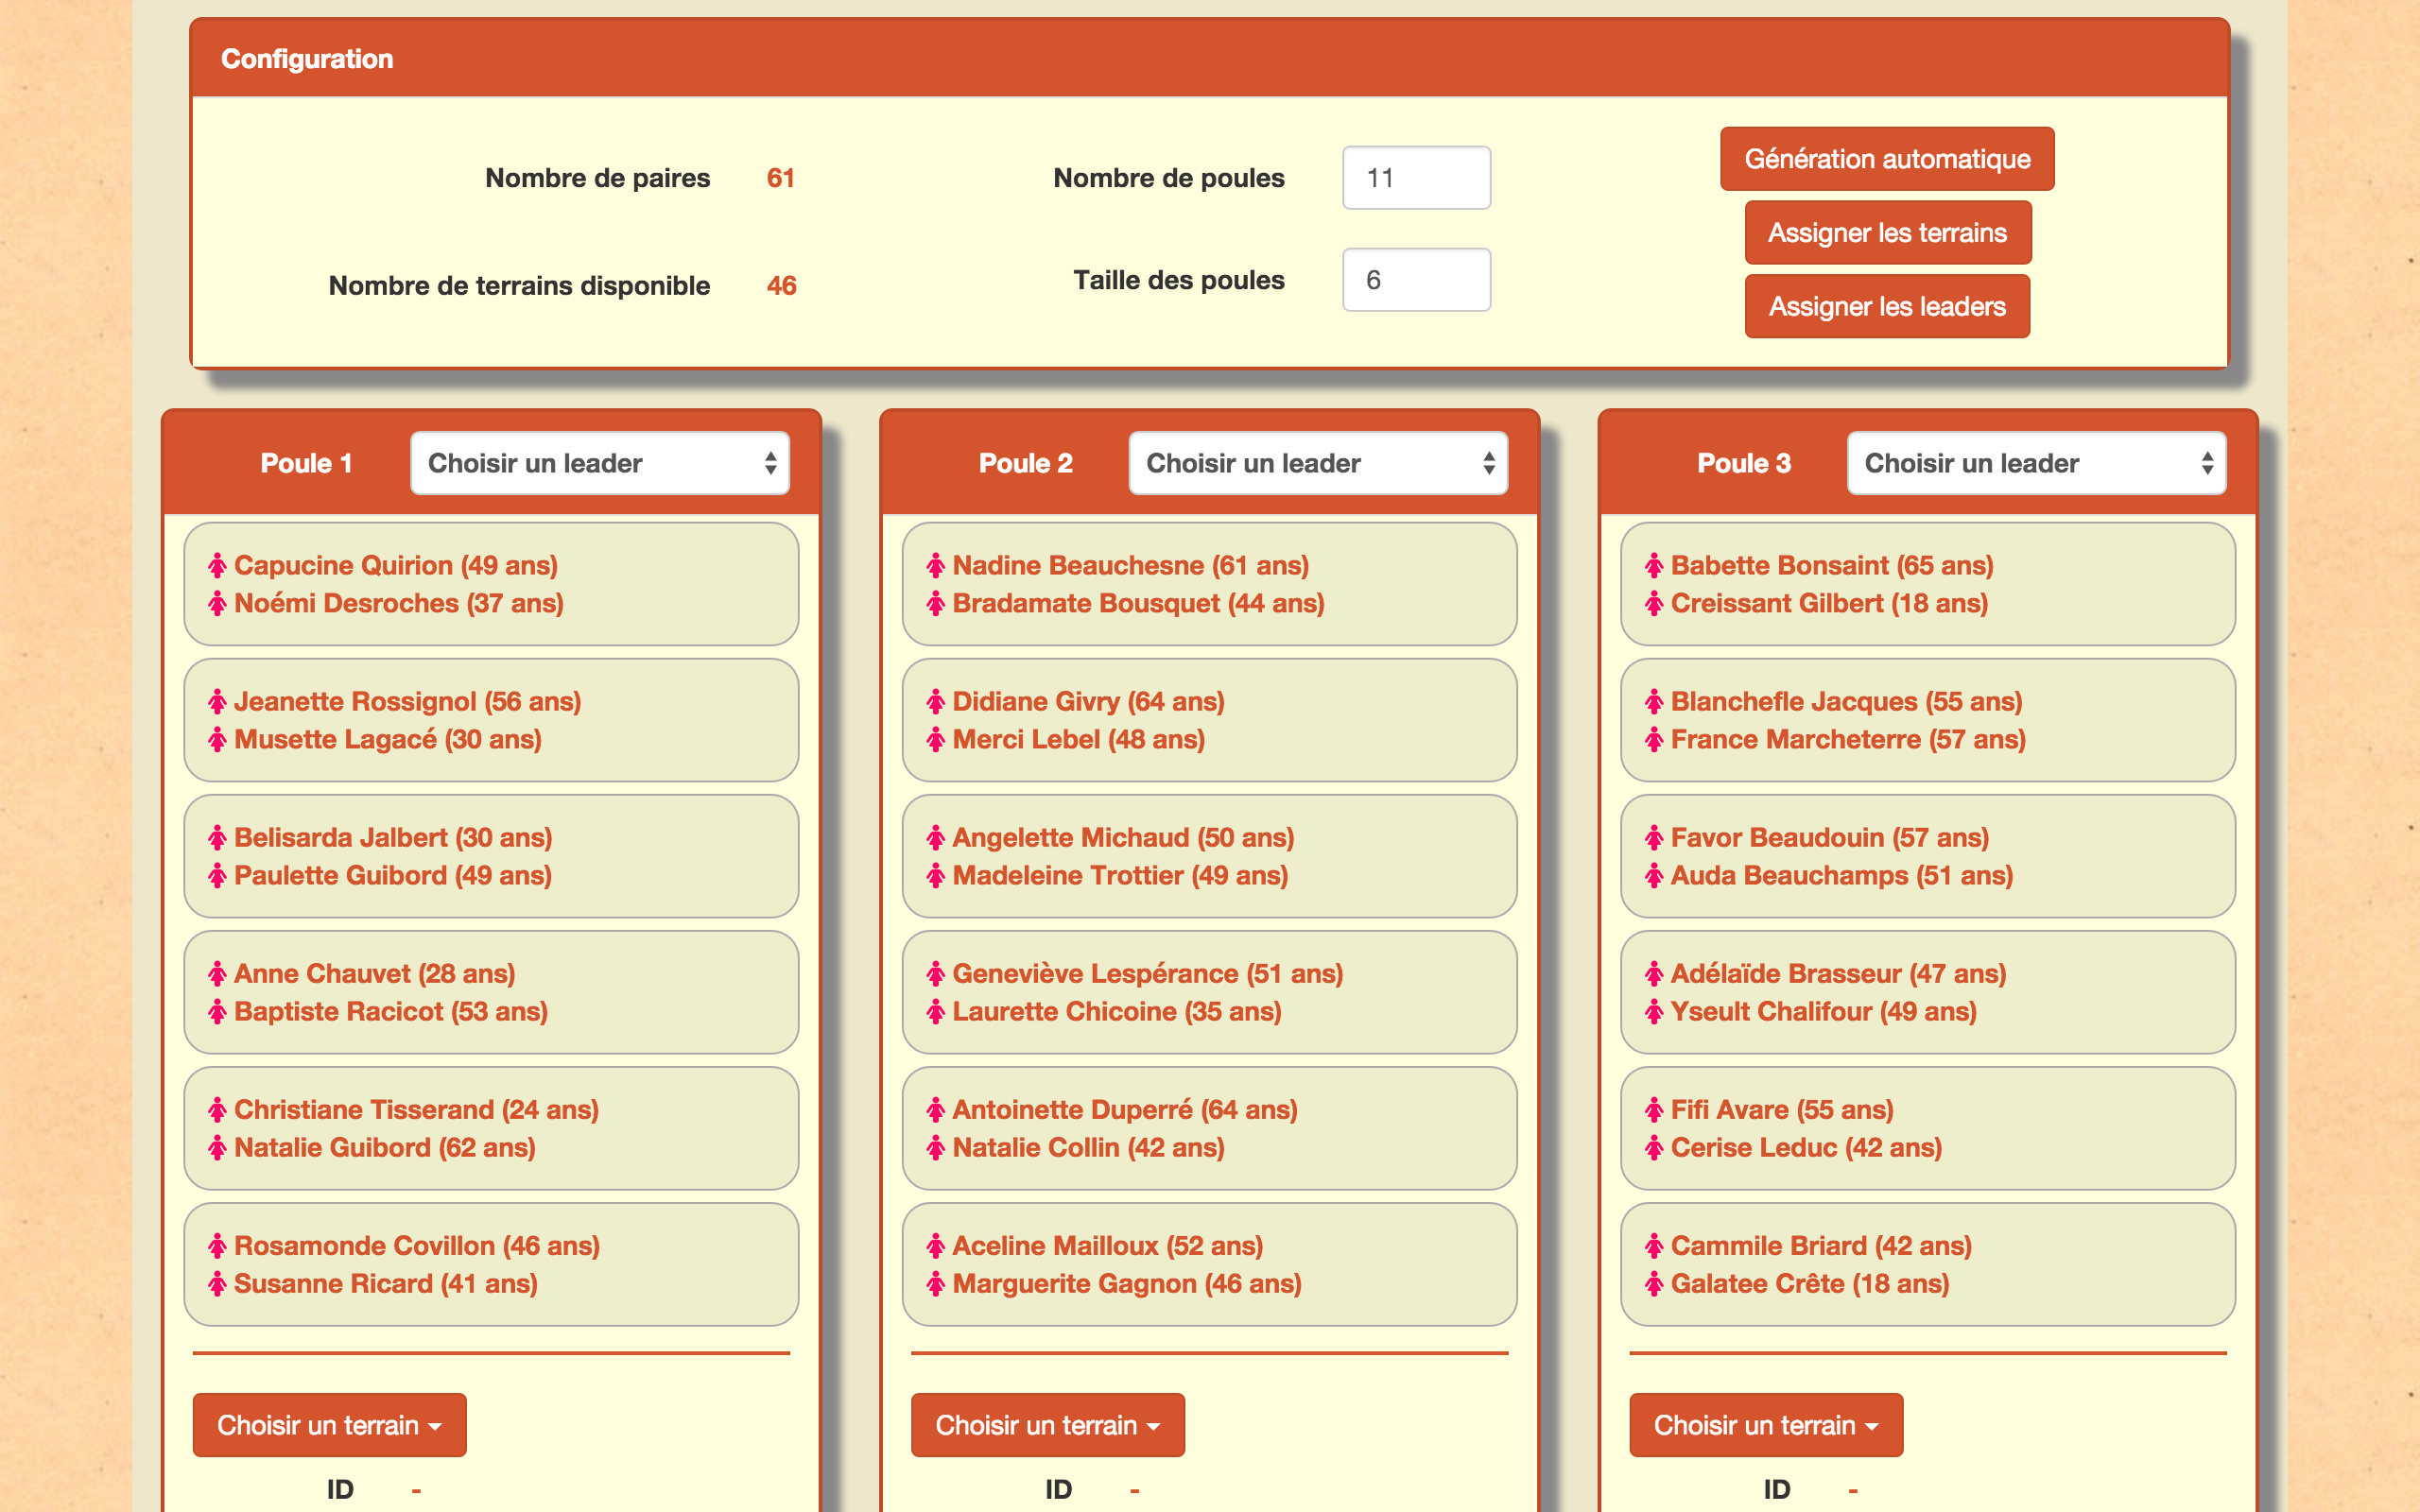 Configuration
Nombre de paires 61
Nombre de poules 11
Génération automatique
Assigner les terrains
Nombre de terrains disponible 46
Taille des poules 6
Assigner les leaders
Poule 1 Choisir un leader
Capucine Quirion (49 ans)
Noémi Desroches (37 ans)
Jeanette Rossignol (56 ans)
Musette Lagacé (30 ans)
Belisarda Jalbert (30 ans)
Paulette Guibord (49 ans)
Anne Chauvet (28 ans)
Baptiste Racicot (53 ans)
Christiane Tisserand (24 ans)
Natalie Guibord (62 ans)
Rosamonde Covillon (46 ans)
Susanne Ricard (41 ans)
Choisir un terrain
ID -
Poule 2 Choisir un leader
Nadine Beauchesne (61 ans)
Bradamate Bousquet (44 ans)
Didiane Givry (64 ans)
Merci Lebel (48 ans)
Angelette Michaud (50 ans)
Madeleine Trottier (49 ans)
Geneviève Lespérance (51 ans)
Laurette Chicoine (35 ans)
Antoinette Duperré (64 ans)
Natalie Collin (42 ans)
Aceline Mailloux (52 ans)
Marguerite Gagnon (46 ans)
Choisir un terrain
ID -
Poule 3 Choisir un leader
Babette Bonsaint (65 ans)
Creissant Gilbert (18 ans)
Blanchefle Jacques (55 ans)
France Marcheterre (57 ans)
Favor Beaudouin (57 ans)
Auda Beauchamps (51 ans)
Adélaïde Brasseur (47 ans)
Yseult Chalifour (49 ans)
Fifi Avare (55 ans)
Cerise Leduc (42 ans)
Cammile Briard (42 ans)
Galatee Crête (18 ans)
Choisir un terrain
ID -